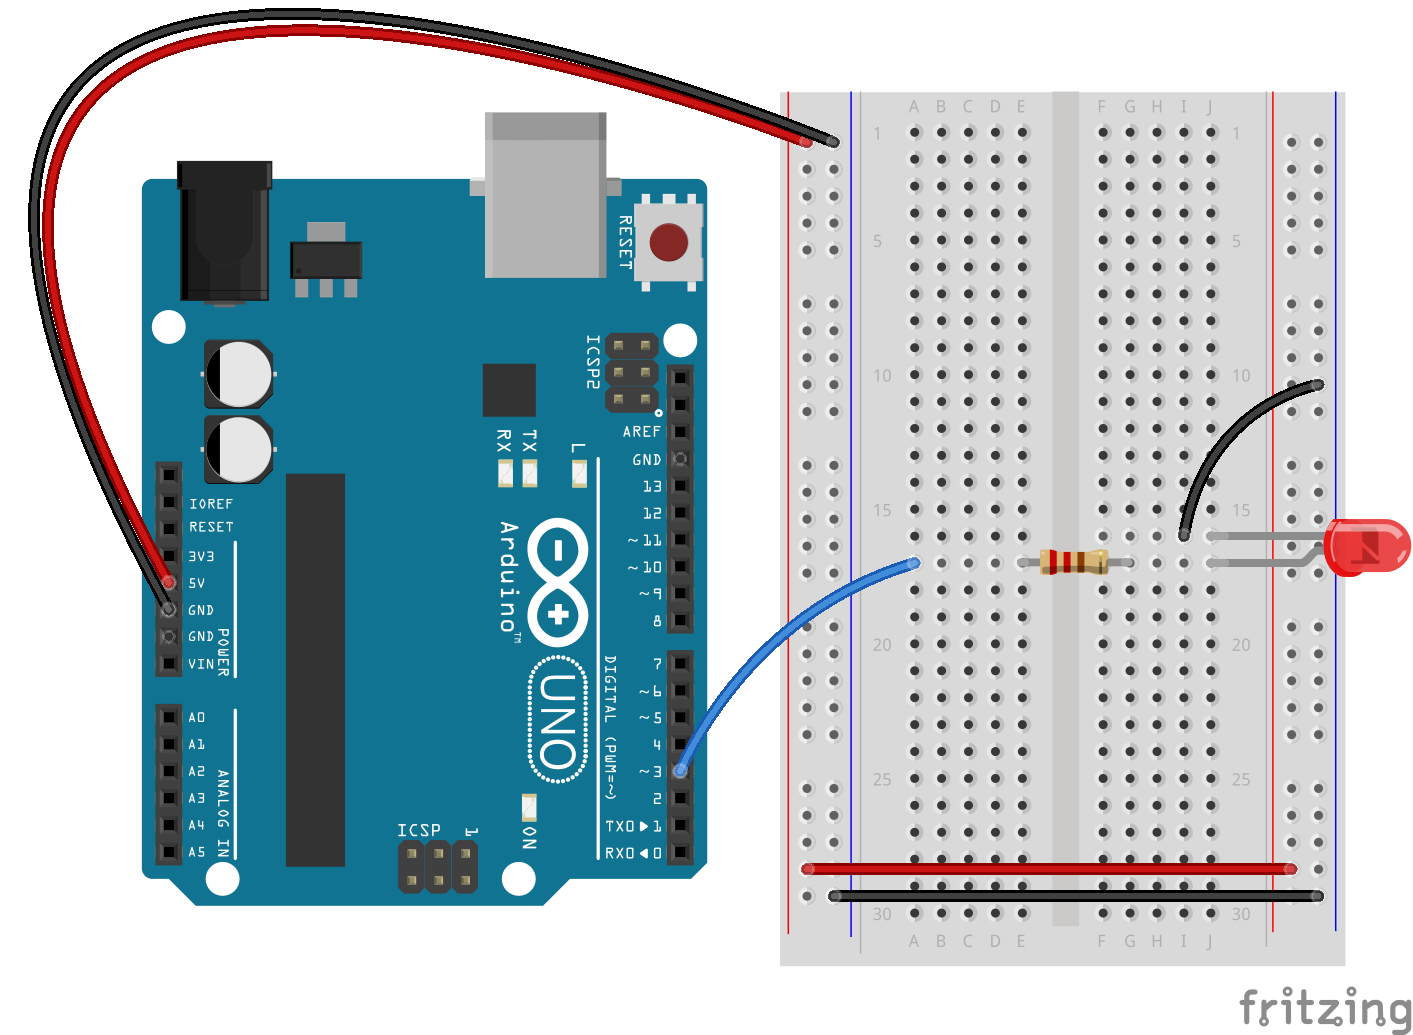 RESET
ICSP2
AREF
GND
13
12
~11
~10
~9
8
7
~6
~5
4
~3
2
TX0▶1
RX0◀0
DIGITAL (PWM=~)
RX
TX
L
Arduino™
UNO
ON
ICSP
1
IOREF
RESET
3V3
5V
GND
GND
VIN
POWER
A0
A1
A2
A3
A4
A5
ANALOG IN
A B C D E F G H I J
1 1
5 5
10 10
15 15
20 20
25 25
30 30
A B C D E F G H I J
fritzing